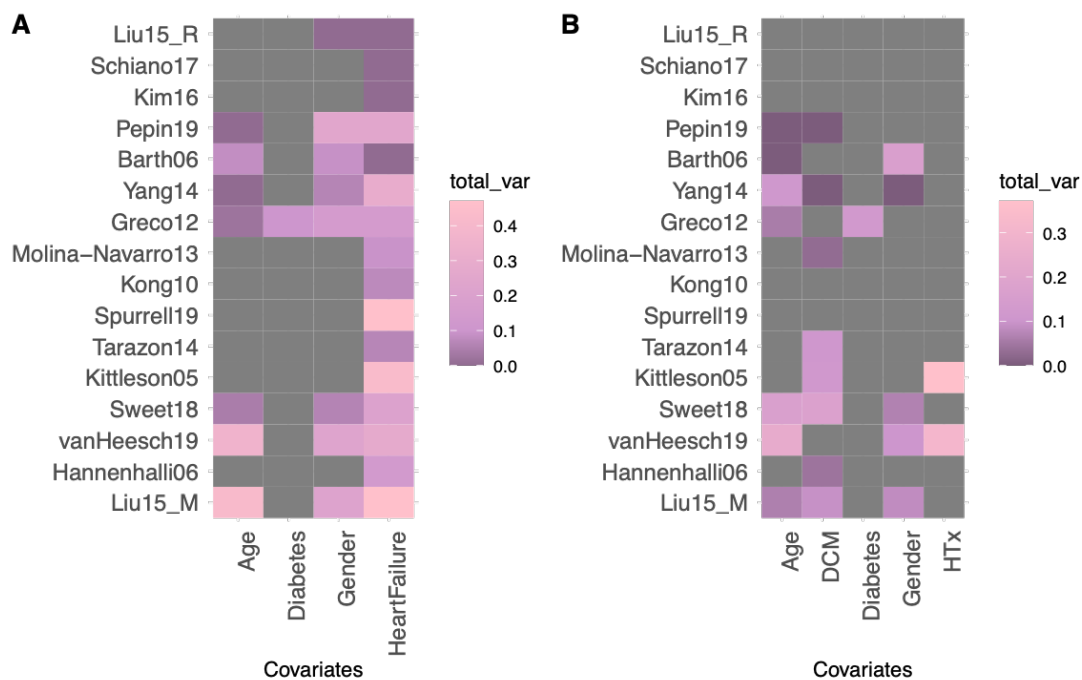 A
Liu15_R
Schiano17
Kim16
Pepin19
Barth06
Yang14
Greco12
Molina−Navarro13
Kong10
Spurrell19
Tarazon14
Kittleson05
Sweet18
vanHeesch19
Hannenhalli06
Liu15_M
Age
Diabetes
Gender
HeartFailure
Covariates
total_var
0.4
0.3
0.2
0.1
0.0
B
Liu15_R
Schiano17
Kim16
Pepin19
Barth06
Yang14
Greco12
Molina−Navarro13
Kong10
Spurrell19
Tarazon14
Kittleson05
Sweet18
vanHeesch19
Hannenhalli06
Liu15_M
Age
DCM
Diabetes
Gender
HTx
Covariates
total_var
0.3
0.2
0.1
0.0